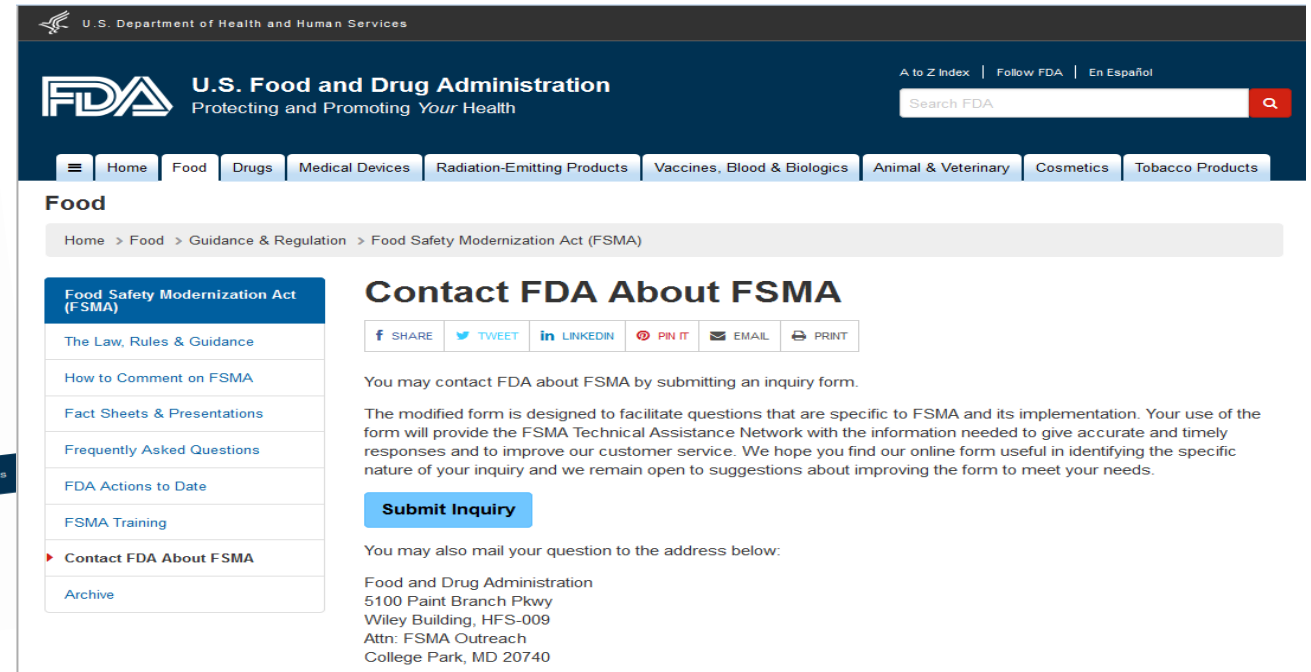 U.S. Department of Health and Human Services
FDA
U.S. Food and Drug Administration
Protecting and Promoting Your Health
A to Z Index | Follow FDA | En Español
Search FDA
Home Food Drugs Medical Devices Radiation-Emitting Products Vaccines, Blood & Biologics Animal & Veterinary Cosmetics Tobacco Products
Food
Home > Food > Guidance & Regulation > Food Safety Modernization Act (FSMA)
Food Safety Modernization Act
(FSMA)
The Law, Rules & Guidance
How to Comment on FSMA
Fact Sheets & Presentations
Frequently Asked Questions
FDA Actions to Date
FSMA Training
Contact FDA About FSMA
Archive
Contact FDA About FSMA
f SHARE TWEET in LINKEDIN PIN IT EMAIL PRINT
You may contact FDA about FSMA by submitting an inquiry form.
The modified form is designed to facilitate questions that are specific to FSMA and its implementation. Your use of the
form will provide the FSMA Technical Assistance Network with the information needed to give accurate and timely
responses and to improve our customer service. We hope you find our online form useful in identifying the specific
nature of your inquiry and we remain open to suggestions about improving the form to meet your needs.
Submit Inquiry
You may also mail your question to the address below:
Food and Drug Administration
5100 Paint Branch Pkwy
Wiley Building, HFS-009
Attn: FSMA Outreach
College Park, MD 20740